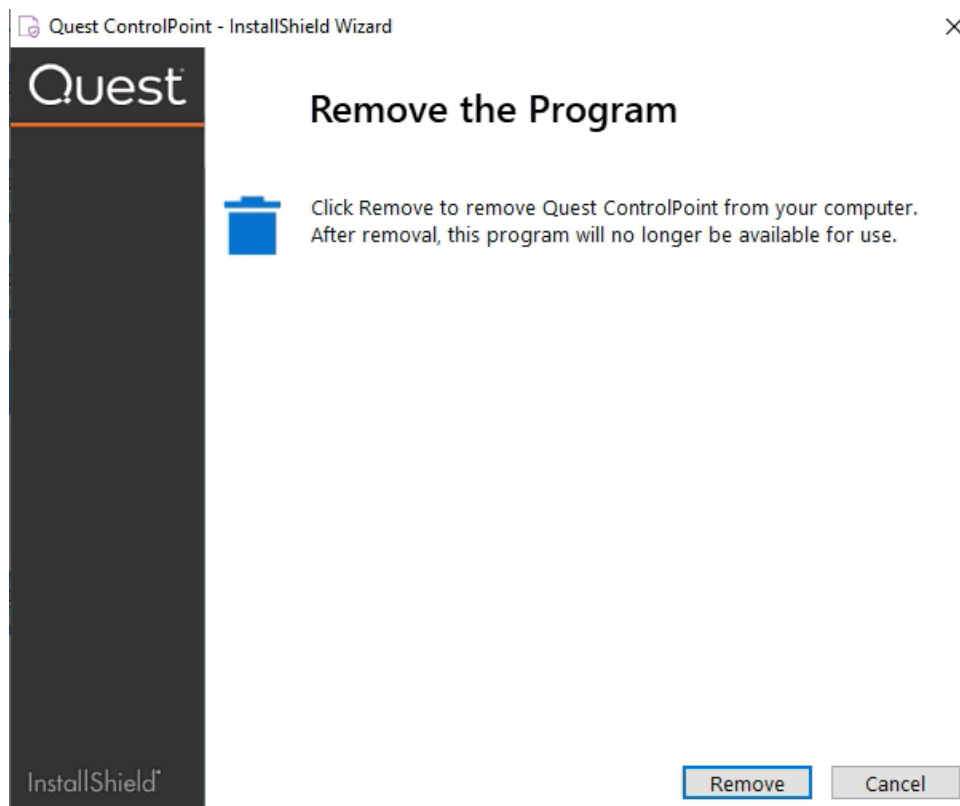 Quest ControlPoint - InstallShield Wizard
Quest
Remove the Program
Click Remove to remove Quest ControlPoint from your computer.
After removal, this program will no longer be available for use.
InstallShield
Remove
Cancel